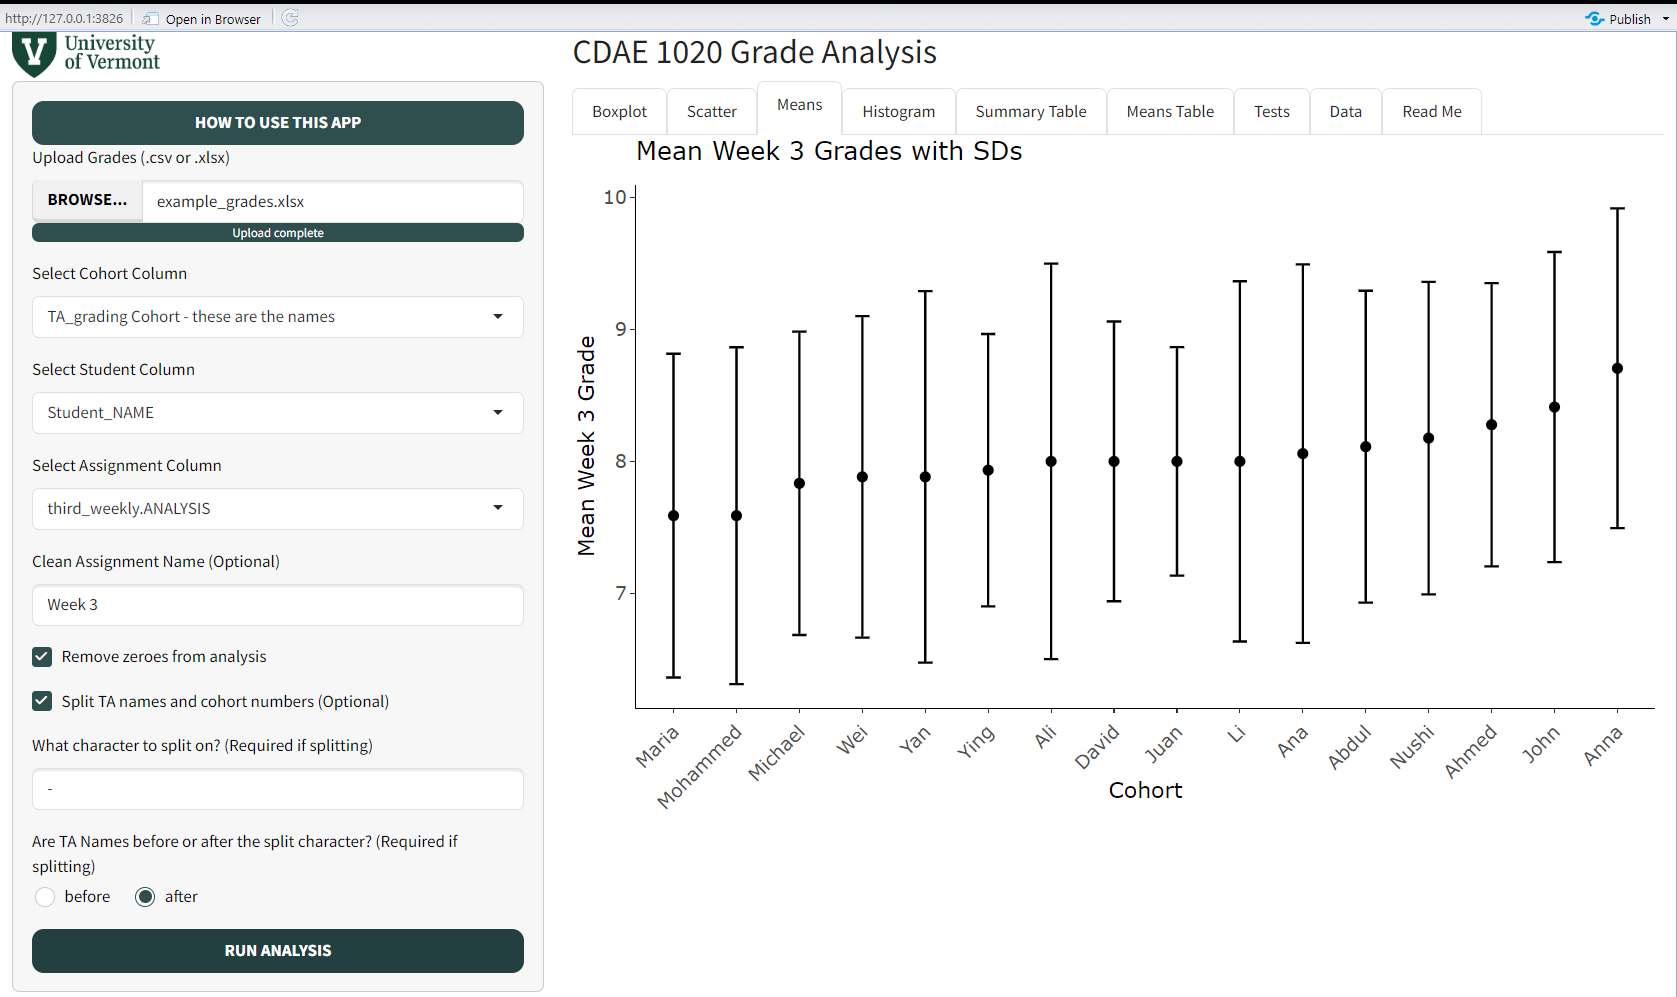 http://127.0.0.1:3826
Open in Browser
Publish
University
of Vermont
HOW TO USE THIS APP
Upload Grades (.csv or .xlsx)
BROWSE...
example_grades.xlsx
Upload complete
Select Cohort Column
TA_grading Cohort - these are the names
Select Student Column
Student_NAME
Select Assignment Column
third_weekly.ANALYSIS
Clean Assignment Name (Optional)
Week 3
Remove zeroes from analysis
Split TA names and cohort numbers (Optional)
What character to split on? (Required if splitting)
-
Are TA Names before or after the split character? (Required if
splitting)
before
after
RUN ANALYSIS
CDAE 1020 Grade Analysis
Boxplot
Scatter
Means
Histogram
Summary Table
Means Table
Tests
Data
Read Me
Mean Week 3 Grades with SDs
Mean Week 3 Grade
10
9
8
7
Maria
Mohammed
Michael
Wei
Yan
Ying
Ali
David
Juan
Li
Ana
Abdul
Nushi
Ahmed
John
Anna
Cohort